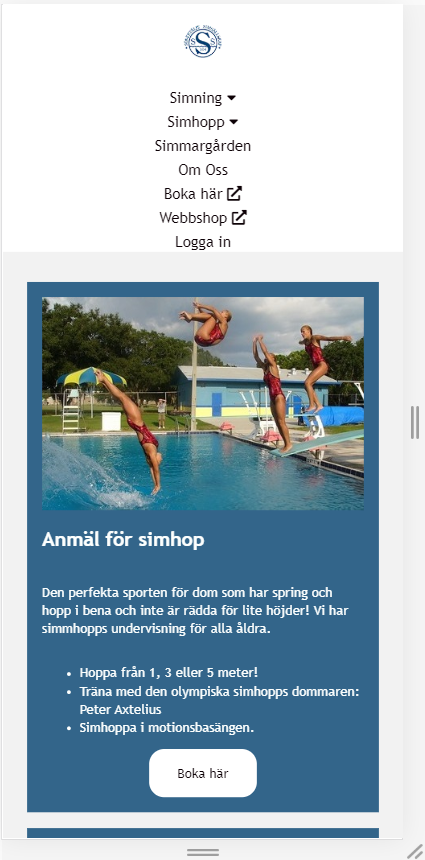 Simning
Simhopp
Simmargården
Om Oss
Boka här
Webbshop
Logga in
Anmäl för simhop
Den perfekta sporten för dom som har spring och
hopp i bena och inte är rädda för lite höjder! Vi har
simmhopps undervisning för alla åldra.
Hoppa från 1, 3 eller 5 meter!
Träna med den olympiska simhopps dommaren:
Peter Axtelius
Simhoppa i motionsbasängen.
Boka här